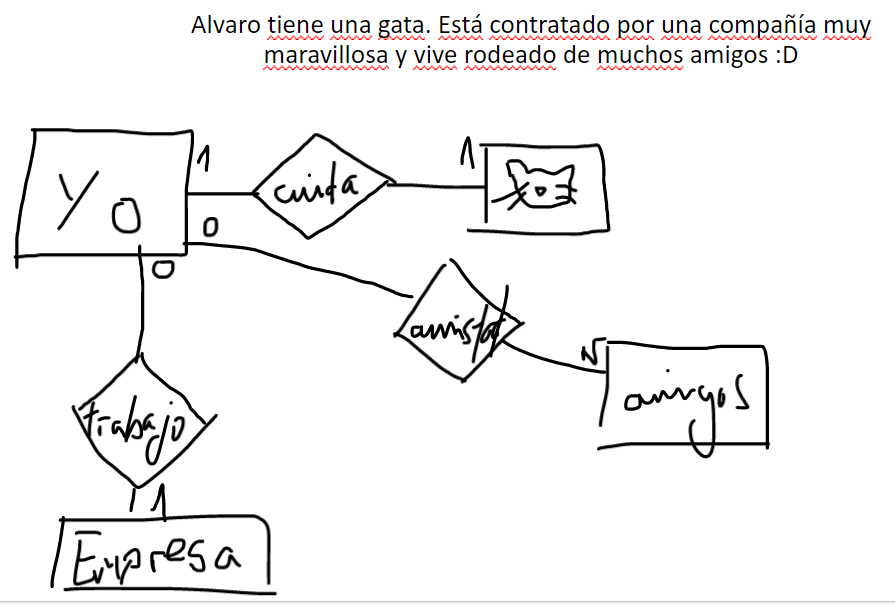 Alvaro tiene una gata. Está contratado por una compañía muy
maravillosa y vive rodeado de muchos amigos :D
Yo
1
cuida
1
0
0
amistad
N
amigos
trabajo
1
Empresa